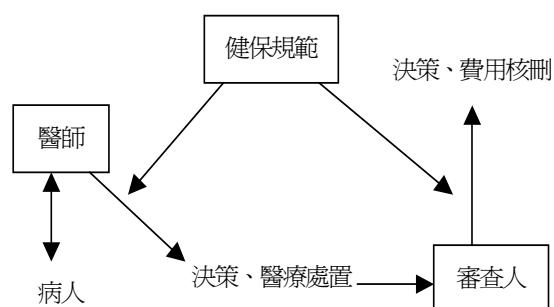 健保規範
決策、費用核刪
醫師
病人
決策、醫療處置
審查人